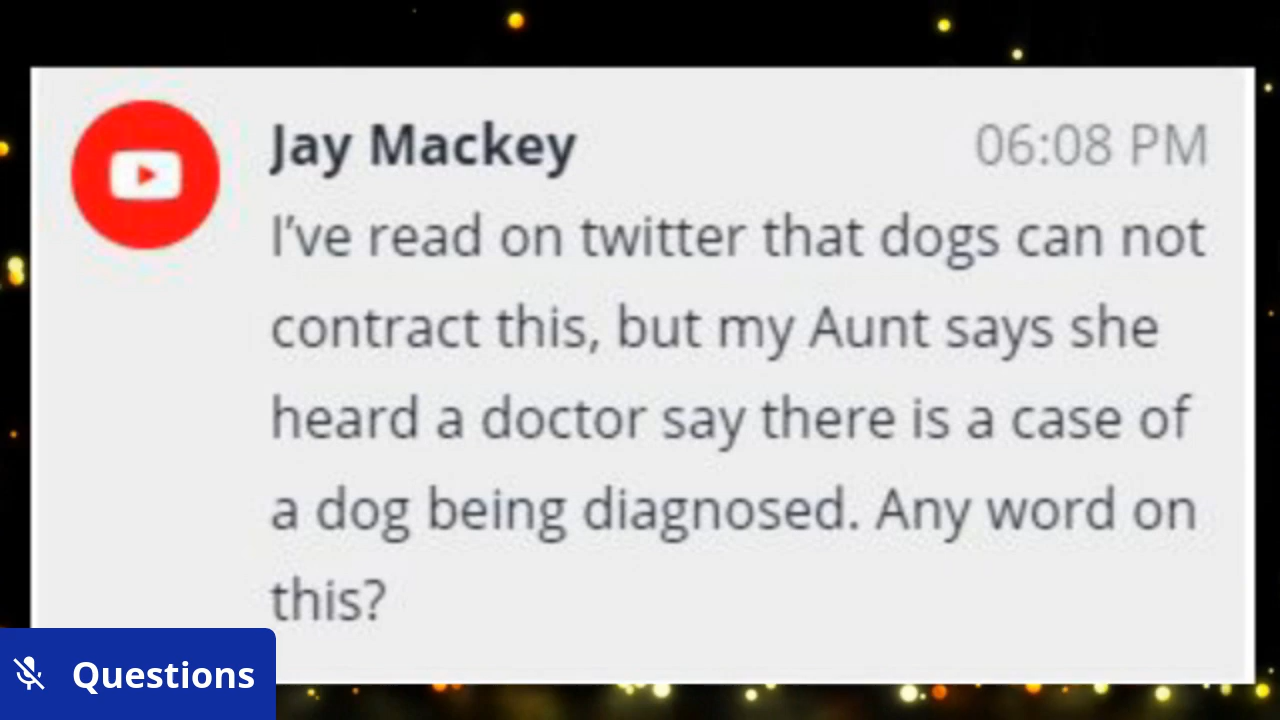 Jay Mackey 06:08 PM
I've read on twitter that dogs can not
contract this, but my Aunt says she
heard a doctor say there is a case of
a dog being diagnosed. Any word on
this?
Questions